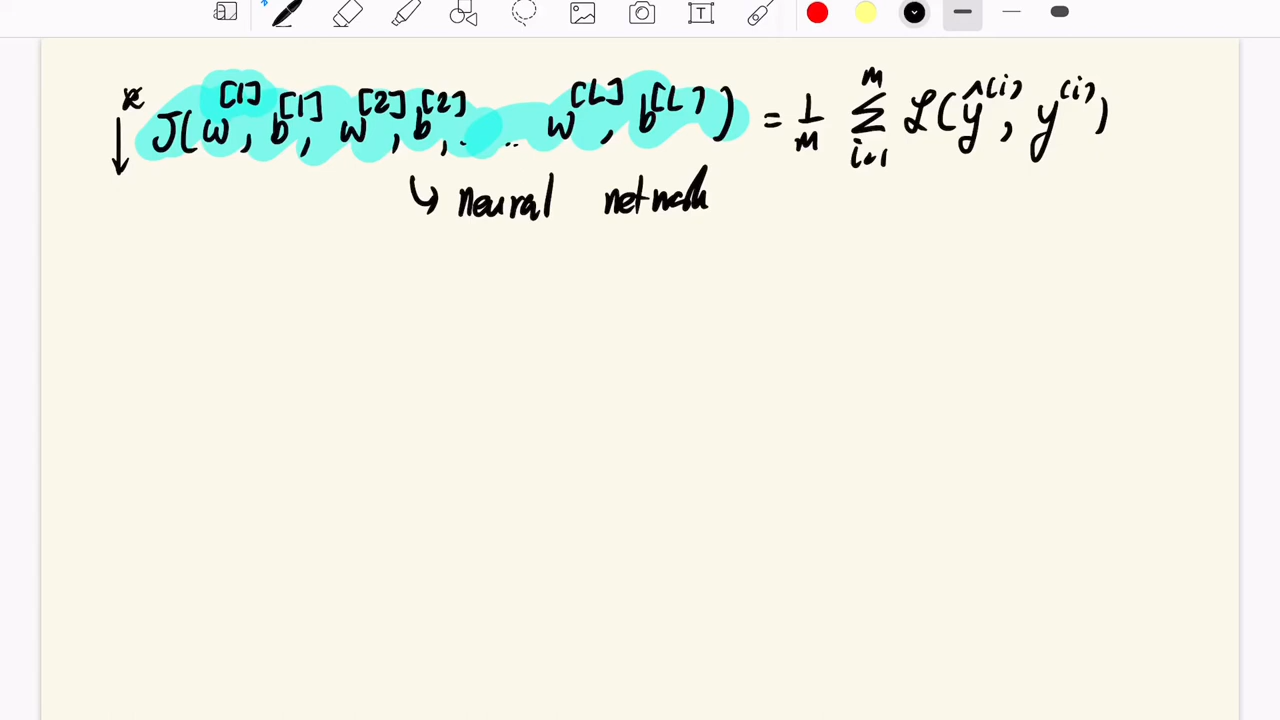 J(w^[1], b^[1], w^[2], b^[2], ..... w^[L], b^[L]) = 1/m Σ_{i=1}^{m} ℒ(ŷ^(i), y^(i))
↳ neural network